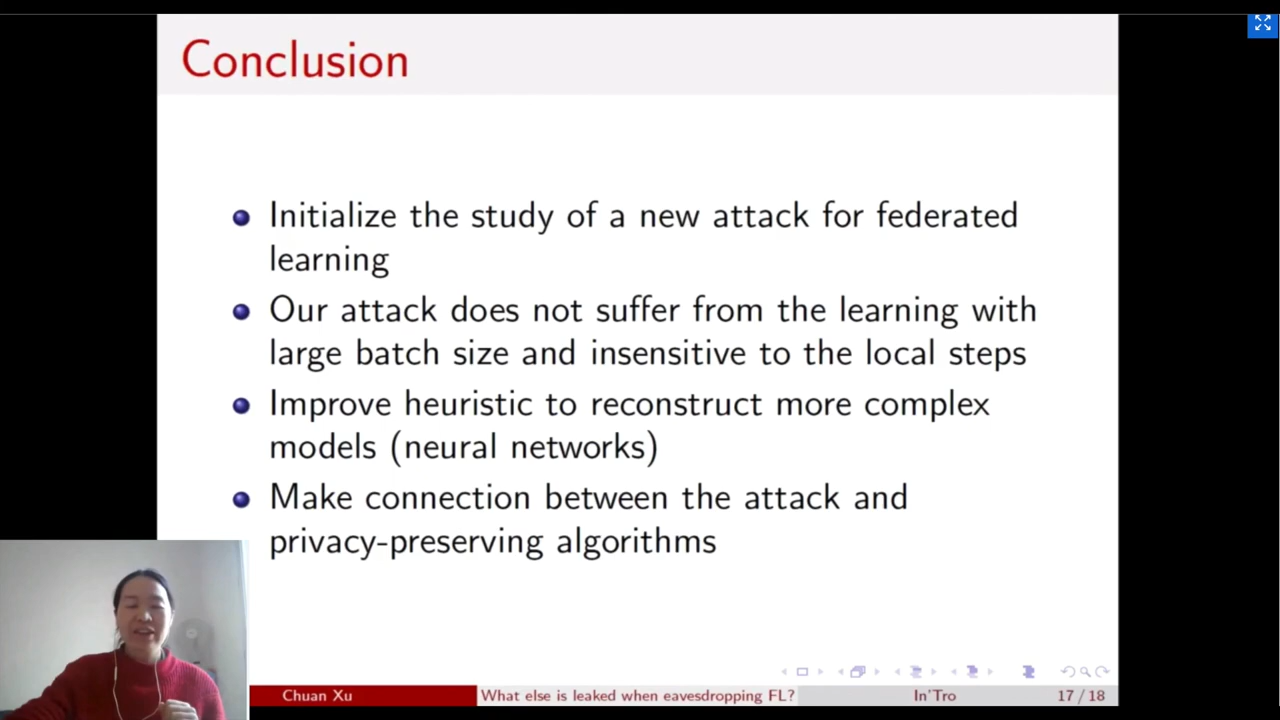 Conclusion
Initialize the study of a new attack for federated
learning
Our attack does not suffer from the learning with
large batch size and insensitive to the local steps
Improve heuristic to reconstruct more complex
models (neural networks)
Make connection between the attack and
privacy-preserving algorithms
Chuan Xu What else is leaked when eavesdropping FL? In'Tro 17 / 18